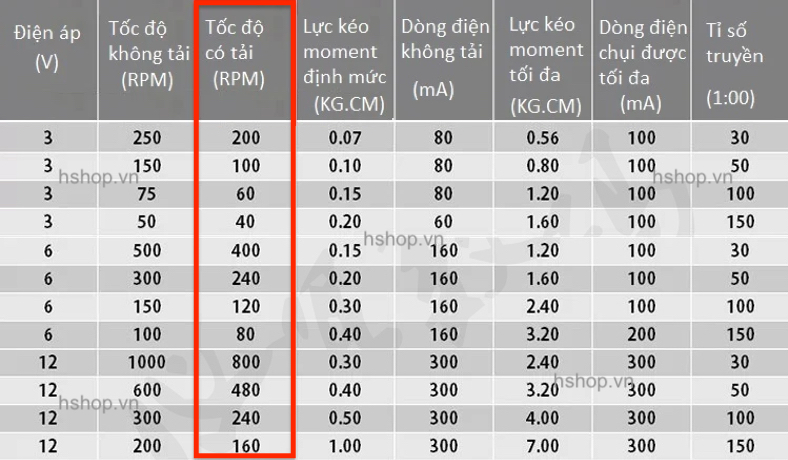 Điện áp (V) Tốc độ không tải (RPM) Tốc độ có tải (RPM) Lực kéo moment định mức (KG.CM) Dòng điện không tải (mA) Lực kéo moment tối đa (KG.CM) Dòng điện chụi được tối đa (mA) Tỉ số truyền (1:00)
3 250 200 0.07 80 0.56 100 30
3 150 100 0.10 80 0.80 100 50
hshop.vn hshop.vn
3 75 60 0.15 80 1.20 100 100
3 50 40 0.20 60 1.60 100 150
hshop.vn
6 500 400 0.15 160 1.20 100 30
6 300 240 0.20 160 1.60 100 50
6 150 120 0.30 160 2.40 100 100
6 100 80 0.40 160 3.20 200 150
12 1000 800 0.30 300 2.40 300 30
hshop.vn
12 600 480 0.40 300 3.20 300 50
hshop.vn
12 300 240 0.50 300 4.00 300 100
12 200 160 1.00 300 7.00 300 150